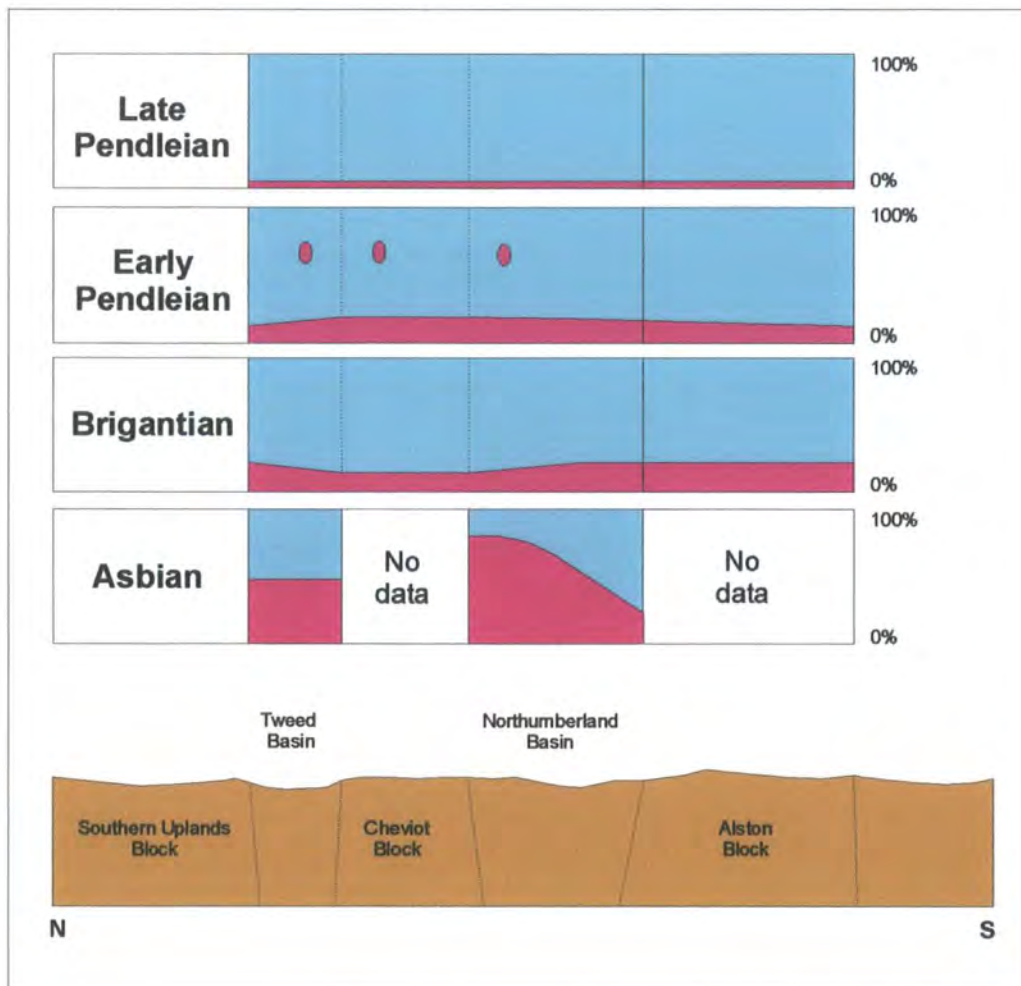 Late
Pendleian
100%
0%
Early
Pendleian
100%
0%
Brigantian
100%
0%
Asbian
No
data
No
data
100%
0%
Tweed
Basin
Northumberland
Basin
Southern Uplands
Block
Cheviot
Block
Alston
Block
N
S